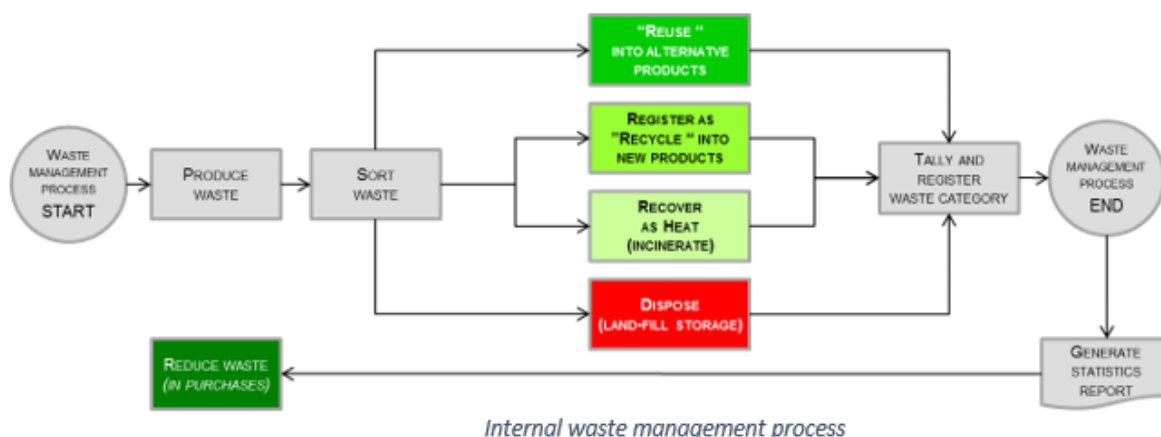 “REUSE “
INTO ALTERNATVE
PRODUCTS
WASTE
MANAGEMENT
PROCESS
START
PRODUCE
WASTE
SORT
WASTE
REGISTER AS
”RECYCLE “ INTO
NEW PRODUCTS
RECOVER
AS HEAT
(INCINERATE)
DISPOSE
(LAND-FILL STORAGE)
TALLY AND
REGISTER
WASTE CATEGORY
WASTE
MANAGEMENT
PROCESS
END
GENERATE
STATISTICS
REPORT
REDUCE WASTE
(IN PURCHASES)
Internal waste management process